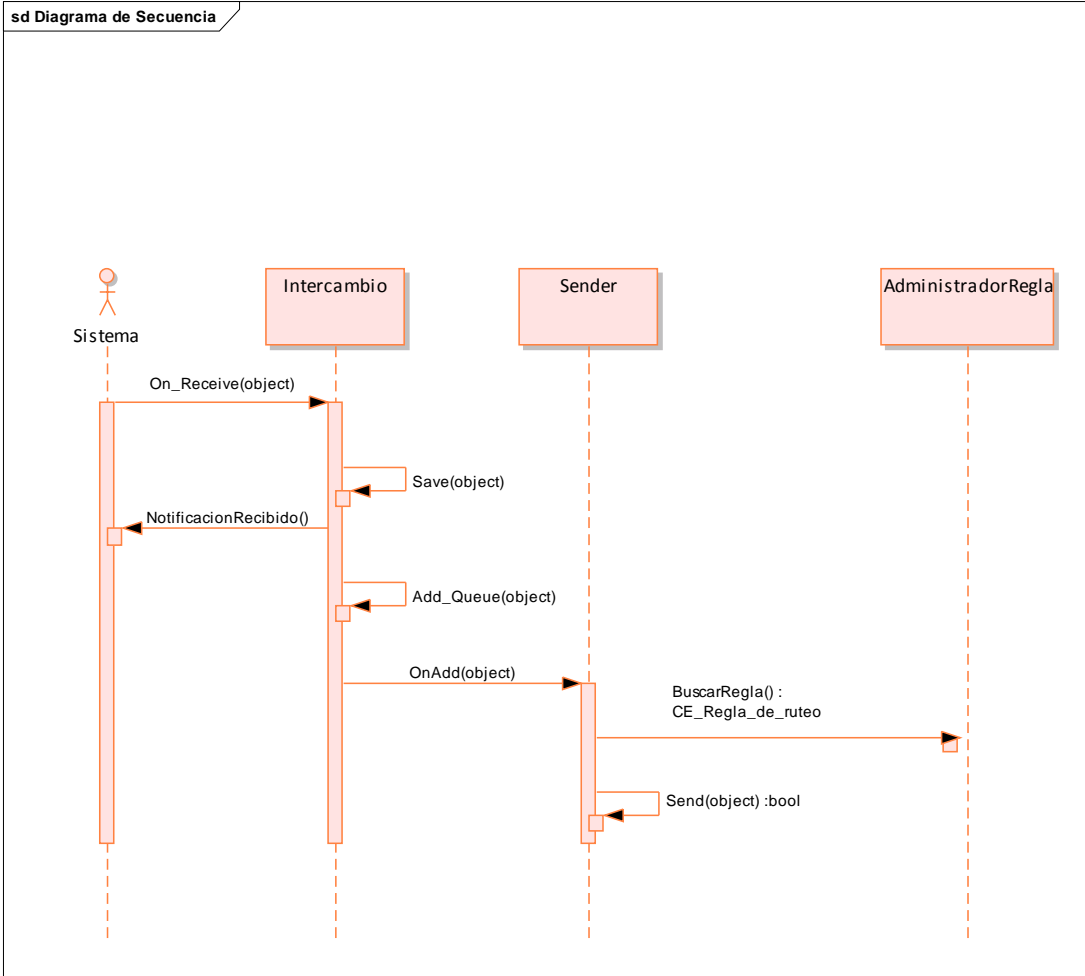 sd Diagrama de Secuencia
Sistema
Intercambio
Sender
AdministradorRegla
On_Receive(object)
Save(object)
NotificacionRecibido()
Add_Queue(object)
OnAdd(object)
BuscarRegla() :
CE_Regla_de_ruteo
Send(object) :bool